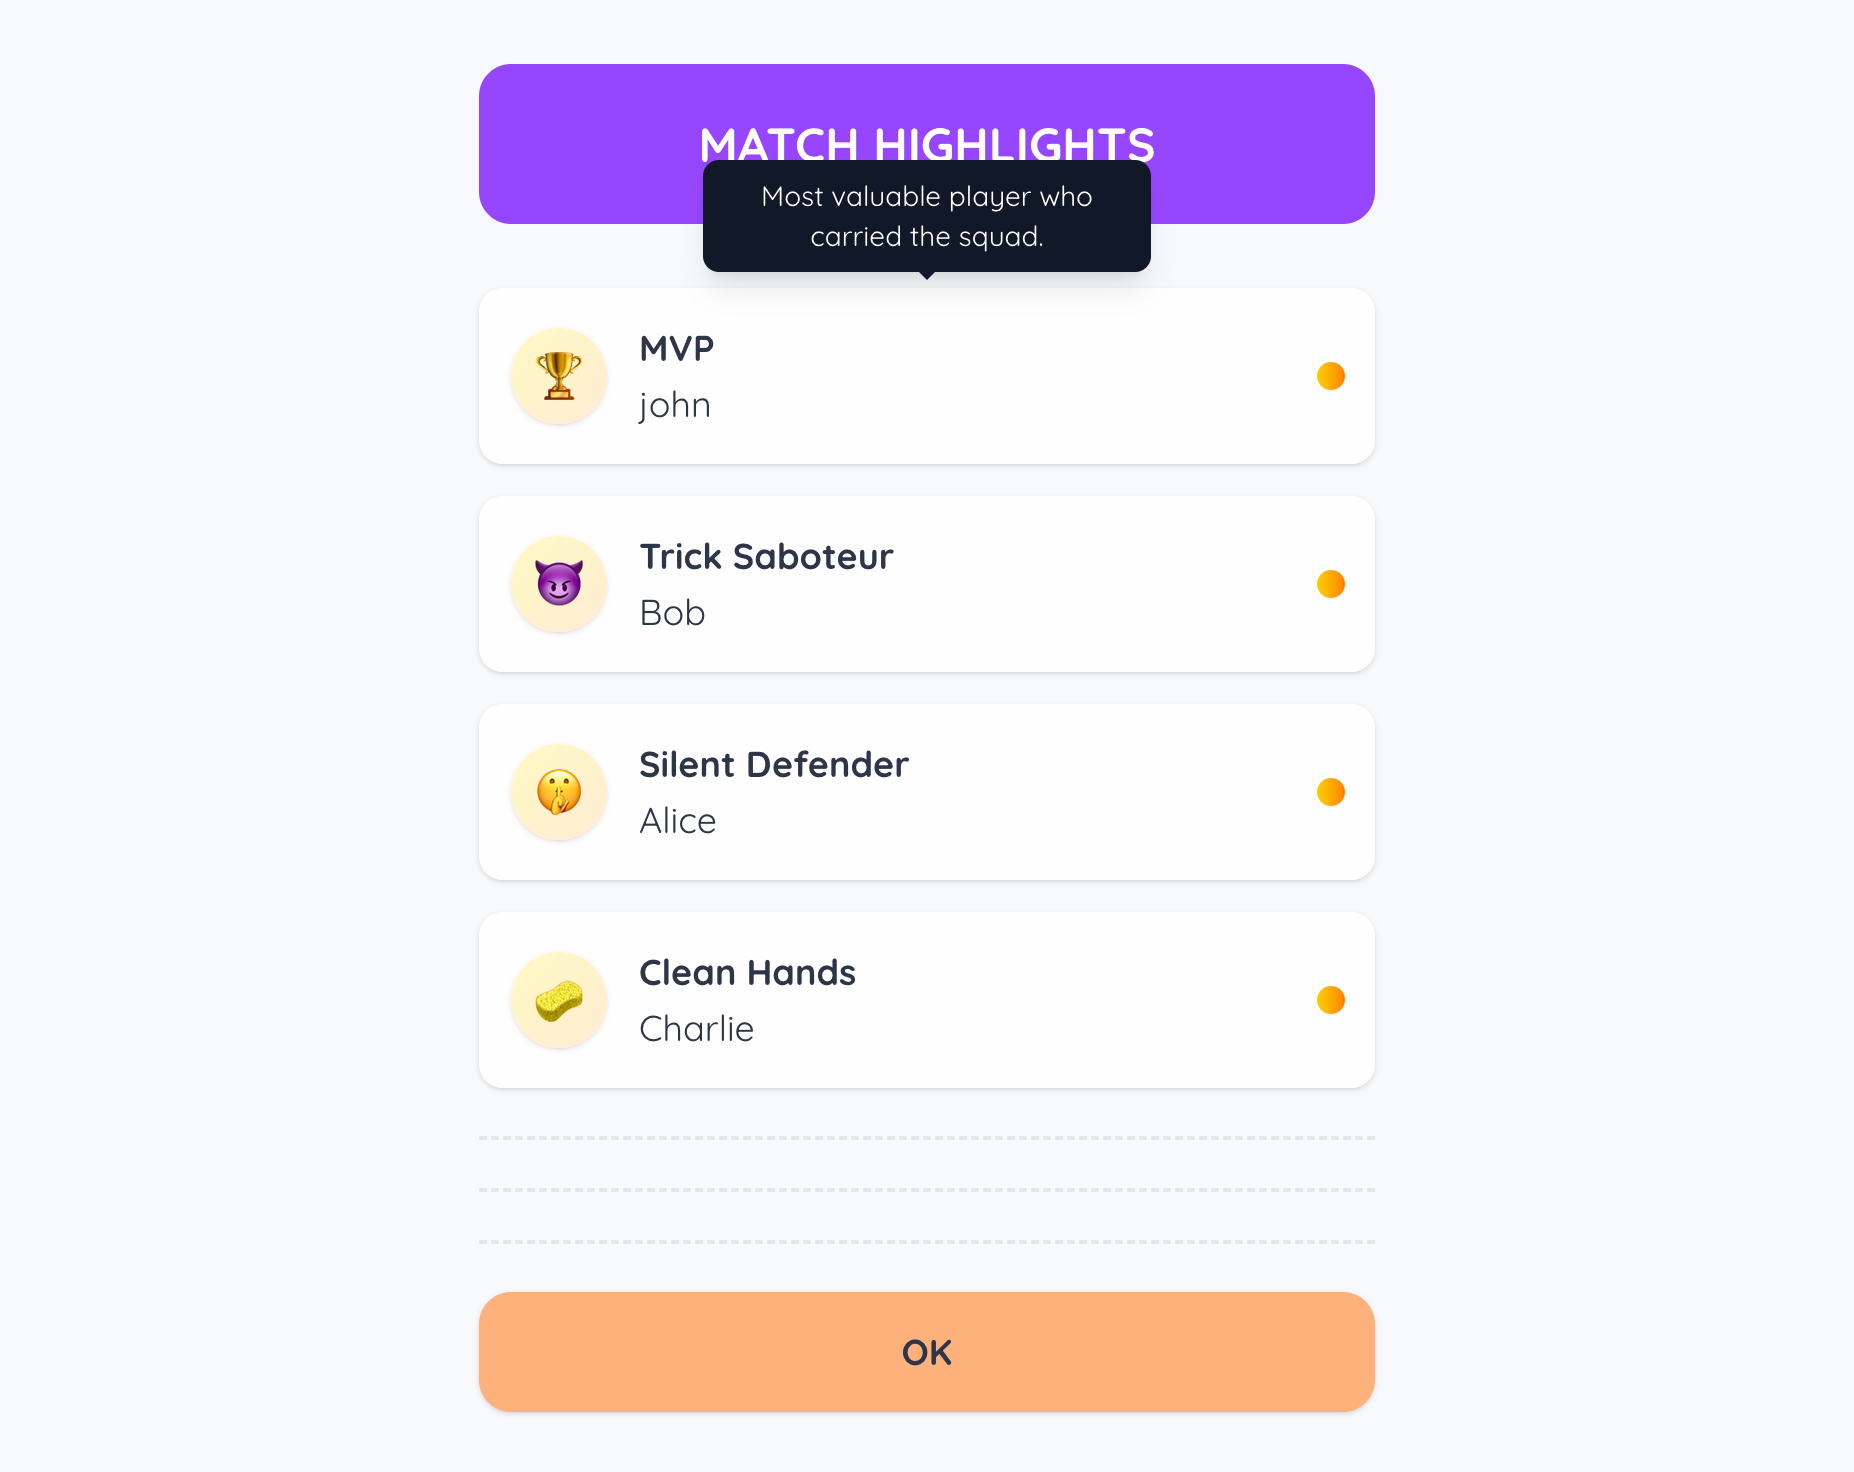 MATCH HIGHLIGHTS
Most valuable player who
carried the squad.
MVP
john
Trick Saboteur
Bob
Silent Defender
Alice
Clean Hands
Charlie
OK